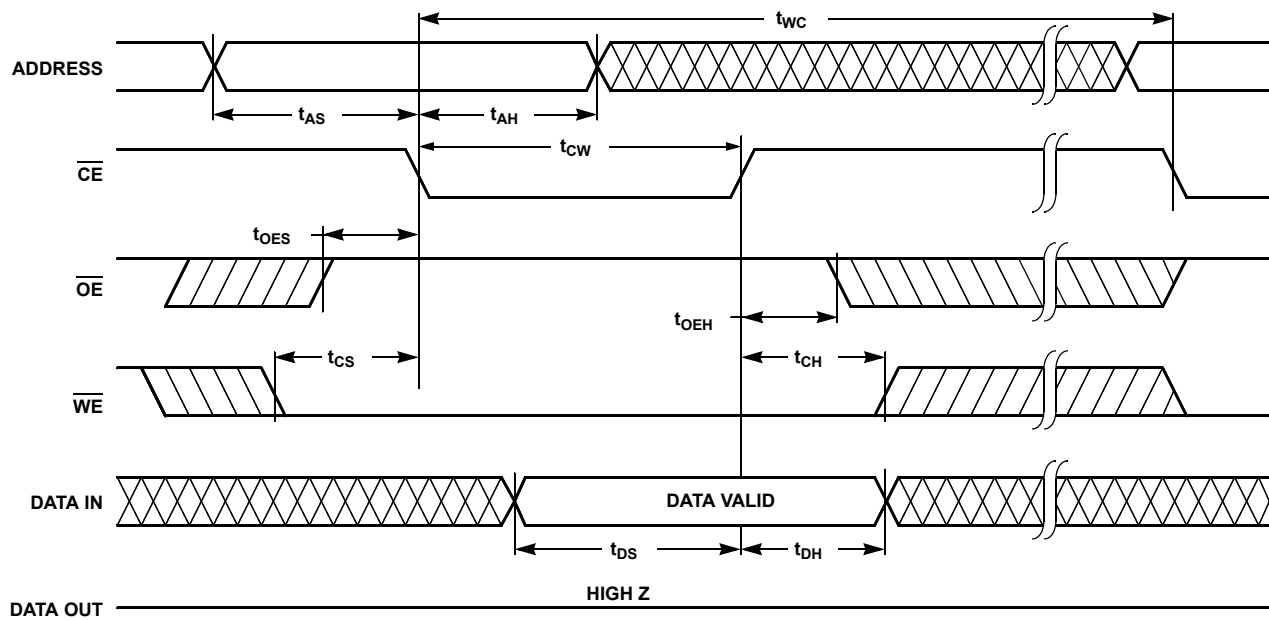 tWC
ADDRESS
tAS
tAH
tCW
CE
tOES
OE
tOEH
tCS
tCH
WE
DATA IN
DATA VALID
tDS
tDH
HIGH Z
DATA OUT